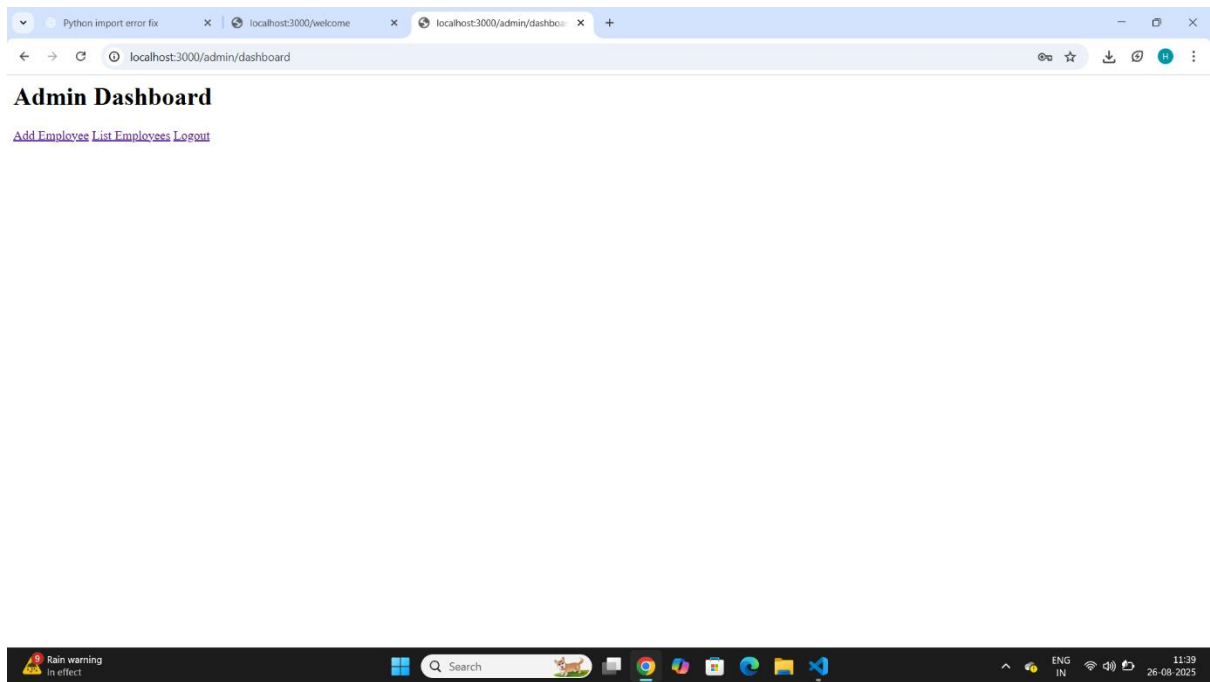 Python import error fix
localhost:3000/welcome
localhost:3000/admin/dashboa
localhost:3000/admin/dashboard
H
Admin Dashboard
Add Employee List Employees Logout
9
Rain warning
In effect
Search
ENG
IN
11:39
26-08-2025